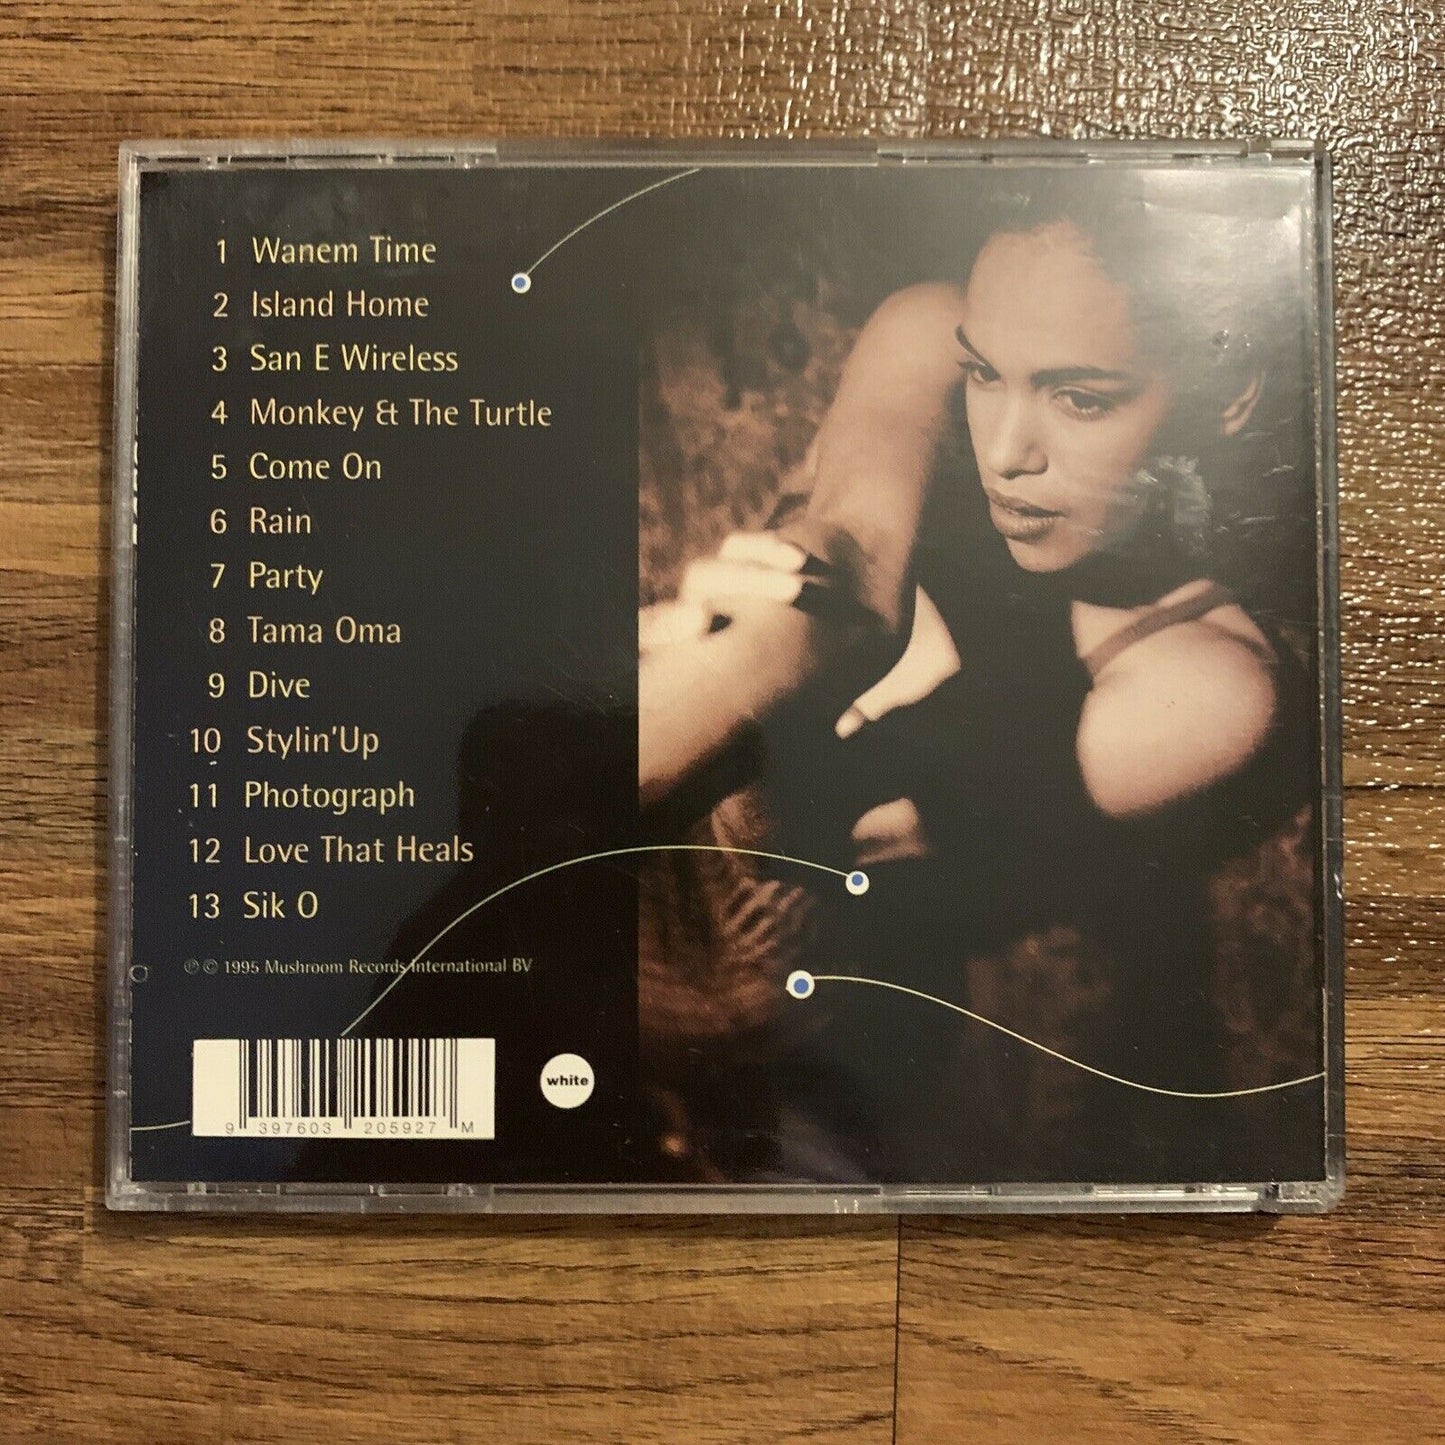 1 Wanem Time
2 Island Home
3 San E Wireless
4 Monkey & The Turtle
5 Come On
6 Rain
7 Party
8 Tama Oma
9 Dive
10 Stylin'Up
11 Photograph
12 Love That Heals
13 Sik O
℗ © 1995 Mushroom Records International BV
9 397603 205927 M
white